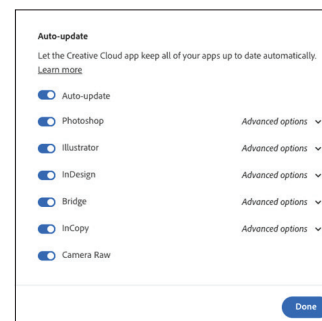 Auto-update
Let the Creative Cloud app keep all of your apps up to date automatically.
Learn more
Auto-update
Photoshop Advanced options
Illustrator Advanced options
InDesign Advanced options
Bridge Advanced options
InCopy Advanced options
Camera Raw
Done